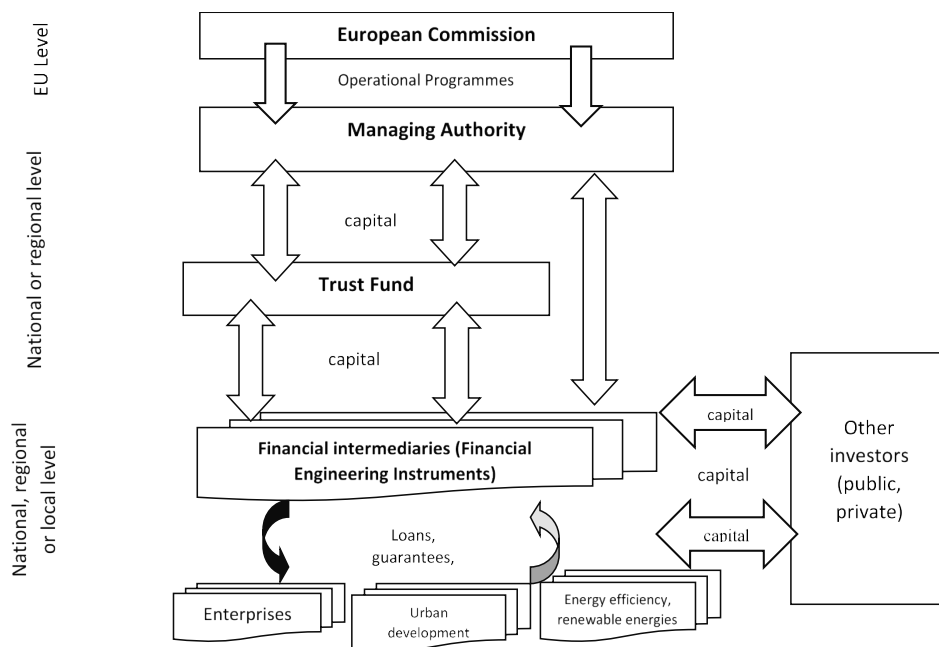 EU Level
European Commission
Operational Programmes
Managing Authority
National or regional level
capital
Trust Fund
capital
National, regional
or local level
Financial intermediaries (Financial
Engineering Instruments)
capital
capital
capital
Other
investors
(public,
private)
Loans,
guarantees,
Enterprises
Urban
development
Energy efficiency,
renewable energies